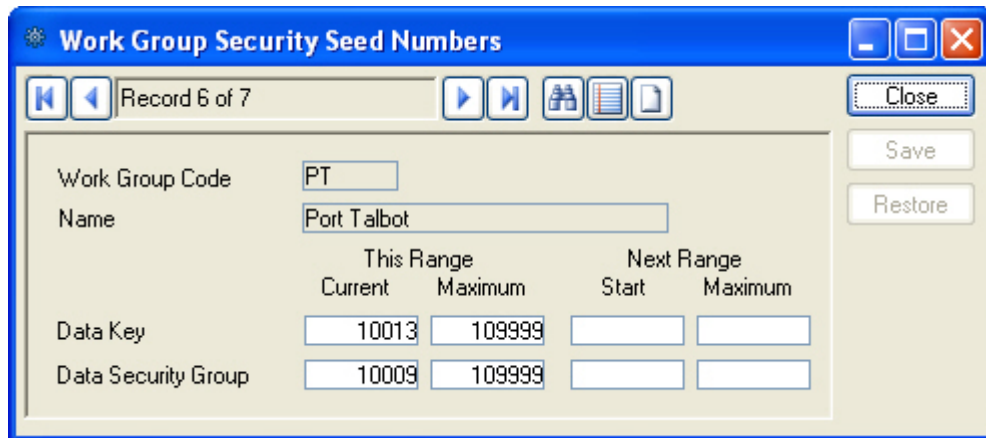 Work Group Security Seed Numbers
Record 6 of 7
Close
Save
Restore
Work Group Code PT
Name Port Talbot
This Range Next Range
Current Maximum Start Maximum
Data Key 10013 109999
Data Security Group 10009 109999